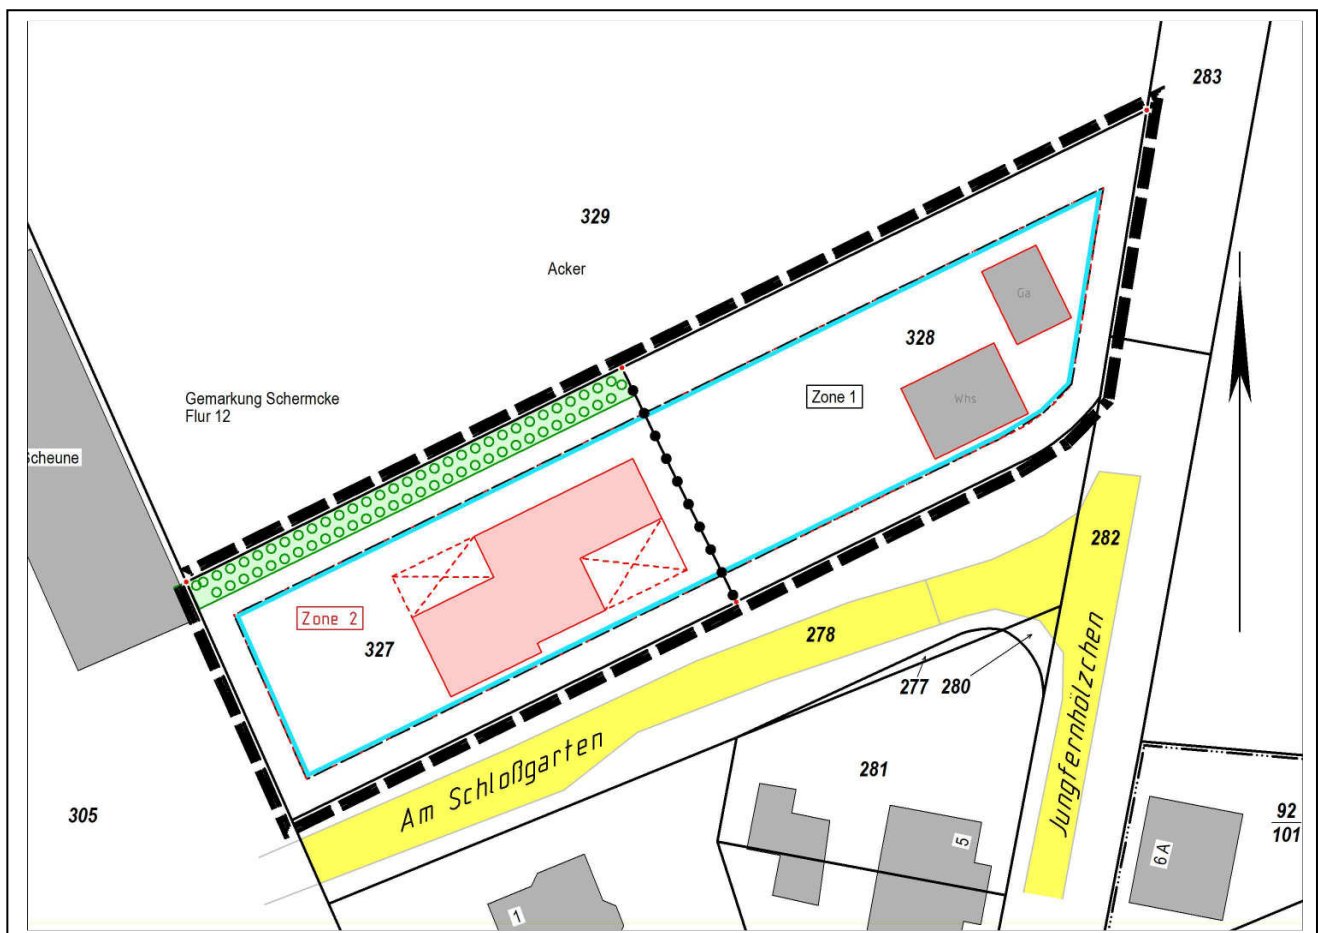 283
329
Acker
Ga
328
Gemarkung Schermcke
Flur 12
Zone 1
Whs
Scheune
282
Zone 2
327
278
277
280
Am Schloßgarten
Jungfernhölzchen
281
305
92
101
5
6A
1